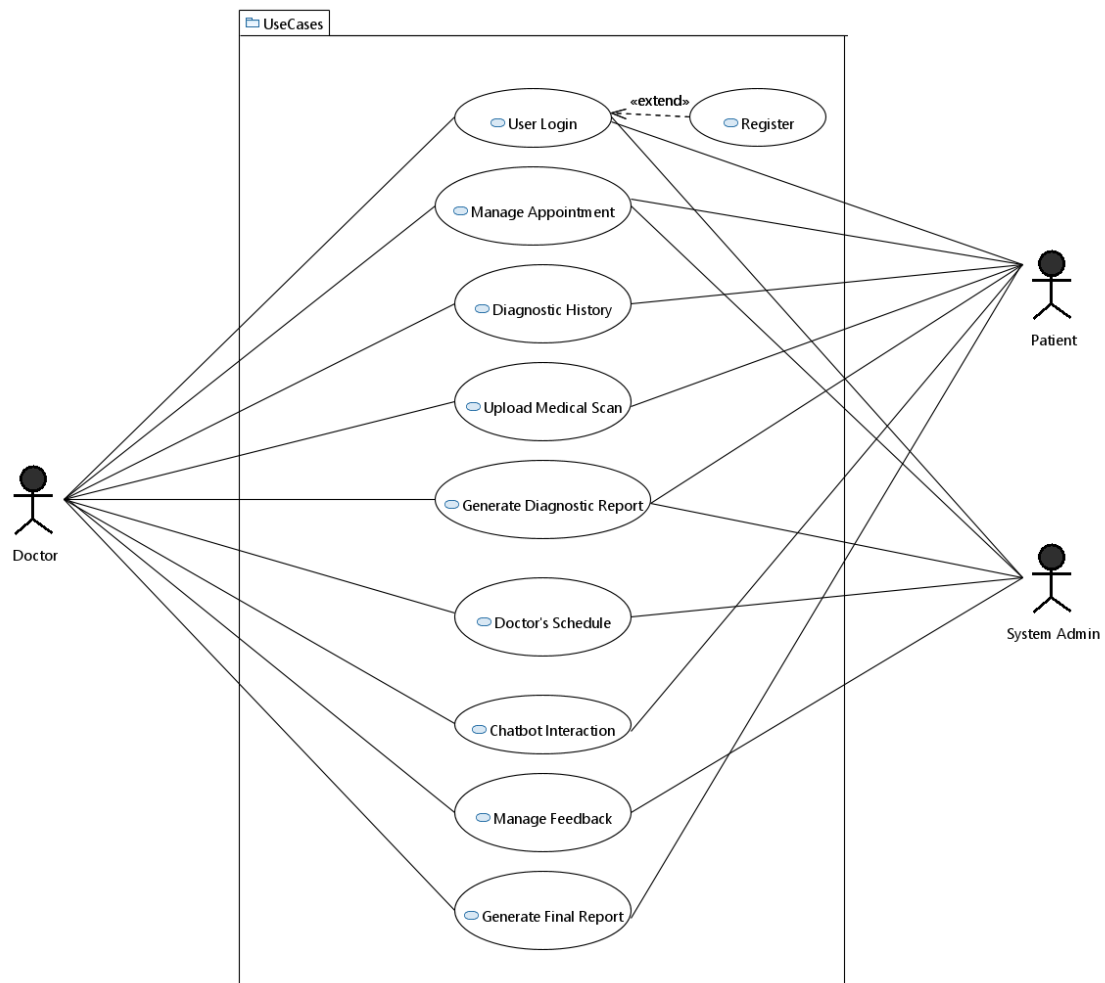 UseCases
«extend»
User Login
Register
Manage Appointment
Diagnostic History
Patient
Upload Medical Scan
Generate Diagnostic Report
Doctor
Doctor's Schedule
System Admin
Chatbot Interaction
Manage Feedback
Generate Final Report